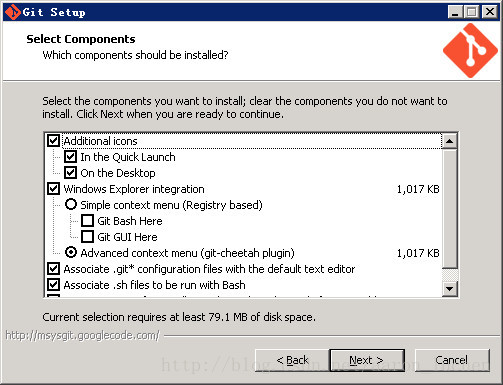 Git Setup
Select Components
Which components should be installed?
Select the components you want to install; clear the components you do not want to
install. Click Next when you are ready to continue.
Additional icons
In the Quick Launch
On the Desktop
Windows Explorer integration 1,017 KB
Simple context menu (Registry based)
Git Bash Here
Git GUI Here
Advanced context menu (git-cheetah plugin) 1,017 KB
Associate .git* configuration files with the default text editor
Associate .sh files to be run with Bash
Current selection requires at least 79.1 MB of disk space.
http://msysgit.googlecode.com/
< Back Next > Cancel